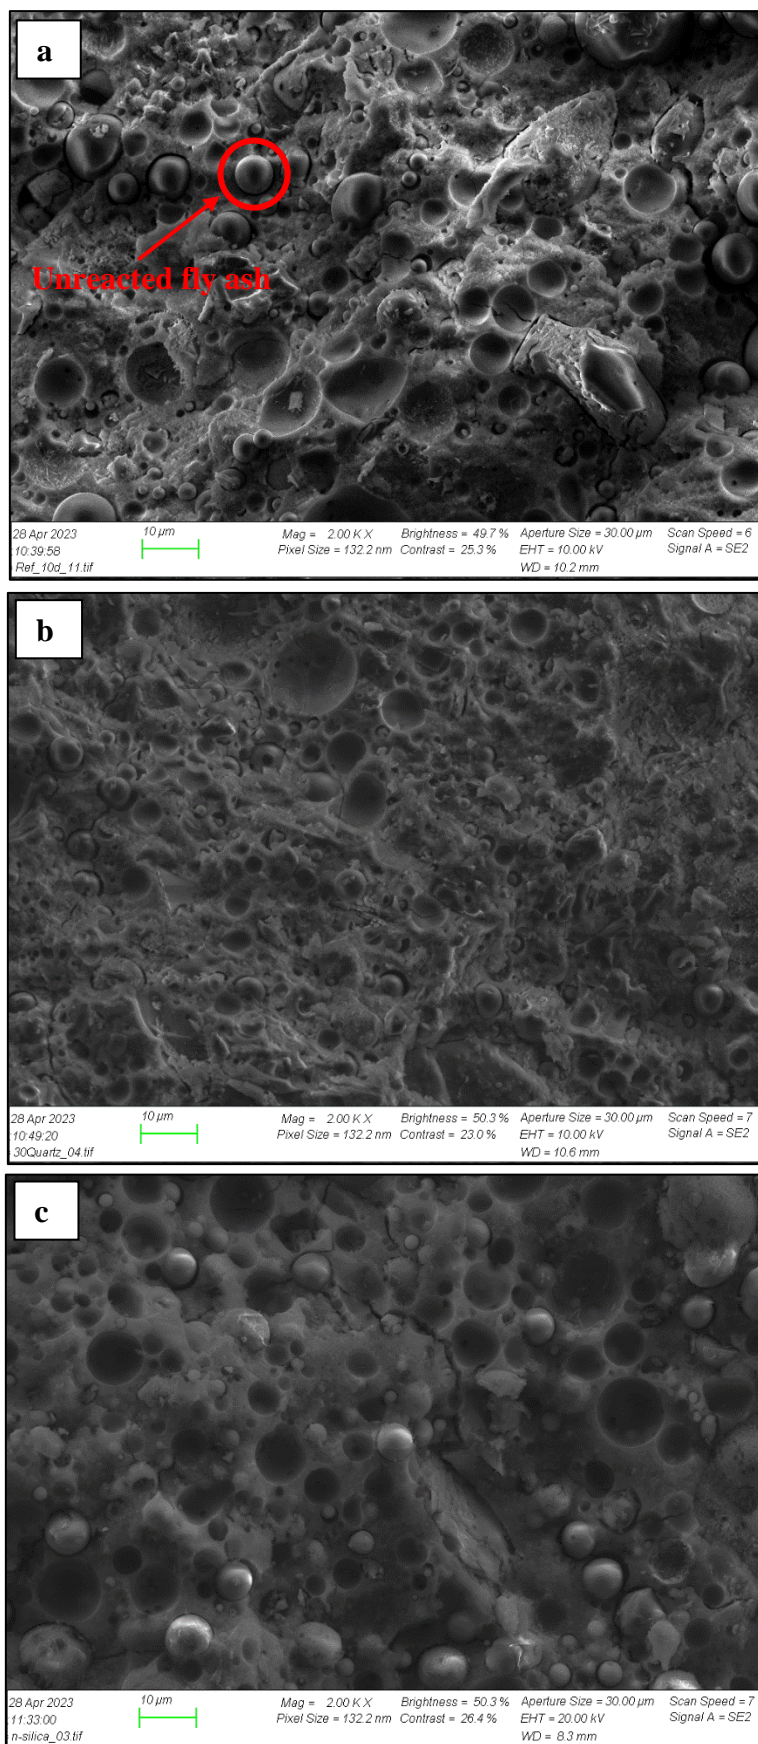 a
Unreacted fly ash
28 Apr 2023 10 µm Mag = 2.00 K X Brightness = 49.7 % Aperture Size = 30.00 µm Scan Speed = 6
10:39:58 Pixel Size = 132.2 nm Contrast = 25.3 % EHT = 10.00 kV Signal A = SE2
Ref_10d_11.tif WD = 10.2 mm
b
28 Apr 2023 10 µm Mag = 2.00 K X Brightness = 50.3 % Aperture Size = 30.00 µm Scan Speed = 7
:10:49:20 Pixel Size = 132.2 nm Contrast = 23.0 % EHT = 10.00 kV Signal A = SE2
30Quartz_04.tif WD = 10.6 mm
c
28 Apr 2023 10 µm Mag = 2.00 K X Brightness = 50.3 % Aperture Size = 30.00 µm Scan Speed = 7
:11:33:00 Pixel Size = 132.2 nm Contrast = 26.4 % EHT = 20.00 kV Signal A = SE2
n-silica_03.tif WD = 8.3 mm